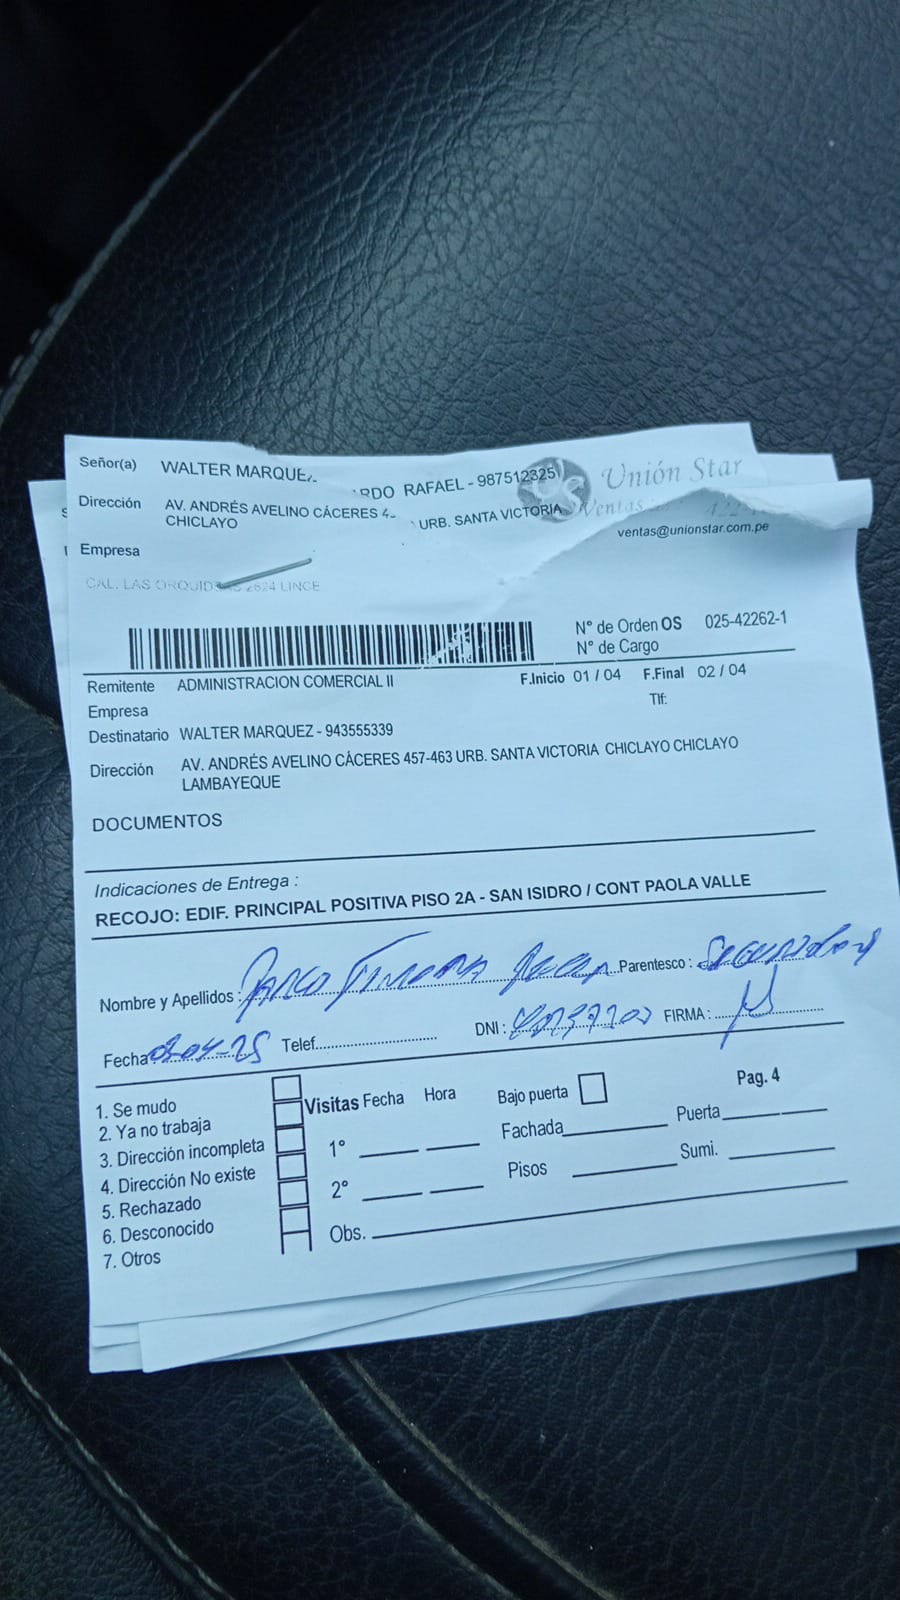 Señor(a) WALTER MARQUEZ RDO RAFAEL - 987512325 Unión Star
Dirección AV. ANDRÉS AVELINO CÁCERES 4 URB. SANTA VICTORIA Ventas
CHICLAYO
ventas@unionstar.com.pe
Empresa
CAL. LAS ORQUID 2624 LINCE
N° de Orden OS 025-42262-1
N° de Cargo
Remitente ADMINISTRACION COMERCIAL II F.Inicio 01 / 04 F.Final 02 / 04
Empresa Tlf:
Destinatario WALTER MARQUEZ - 943555339
Dirección AV. ANDRÉS AVELINO CÁCERES 457-463 URB. SANTA VICTORIA CHICLAYO CHICLAYO
LAMBAYEQUE
DOCUMENTOS
Indicaciones de Entrega :
RECOJO: EDIF. PRINCIPAL POSITIVA PISO 2A - SAN ISIDRO / CONT PAOLA VALLE
Nombre y Apellidos : Parentesco :
Fecha Telef. DNI : FIRMA :
1. Se mudo Visitas Fecha Hora Bajo puerta Pag. 4
2. Ya no trabaja
3. Dirección incompleta 1° Fachada Puerta
4. Dirección No existe
5. Rechazado 2° Pisos Sumi.
6. Desconocido
7. Otros Obs.